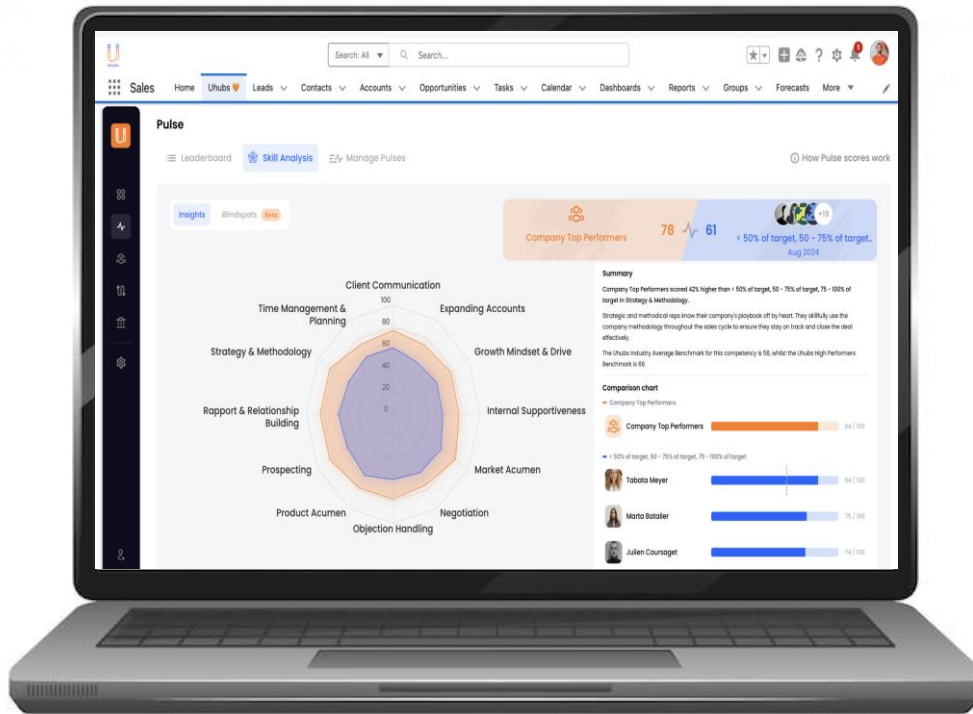 Search: All
Search...
1
Sales
Home
Uhubs
Leads
Contacts
Accounts
Opportunities
Tasks
Calendar
Dashboards
Reports
Groups
Forecasts
More
Pulse
Leaderboard
Skill Analysis
Manage Pulses
How Pulse scores work
Insights
Blindspots Beta
Company Top Performers
78
61
+19
< 50% of target, 50 - 75% of target..
Aug 2024
Client Communication
Expanding Accounts
Growth Mindset & Drive
Internal Supportiveness
Market Acumen
Negotiation
Objection Handling
Product Acumen
Prospecting
Rapport & Relationship
Building
Strategy & Methodology
Time Management &
Planning
100
80
60
40
20
0
Summary
Company Top Performers scored 42% higher than < 50% of target, 50 - 75% of target, 75 - 100% of
target in Strategy & Methodology.
Strategic and methodical reps know their company's playbook off by heart. They skilfully use the
company methodology throughout the sales cycle to ensure they stay on track and close the deal
effectively.
The Uhubs Industry Average Benchmark for this competency is 58, whilst the Uhubs High Performers
Benchmark is 68.
Comparison chart
Company Top Performers
Company Top Performers
84 / 100
< 50% of target, 50 - 75% of target, 75 - 100% of target
Tabata Meyer
84 / 100
Marta Bataller
75 / 100
Julien Coursaget
74 / 100